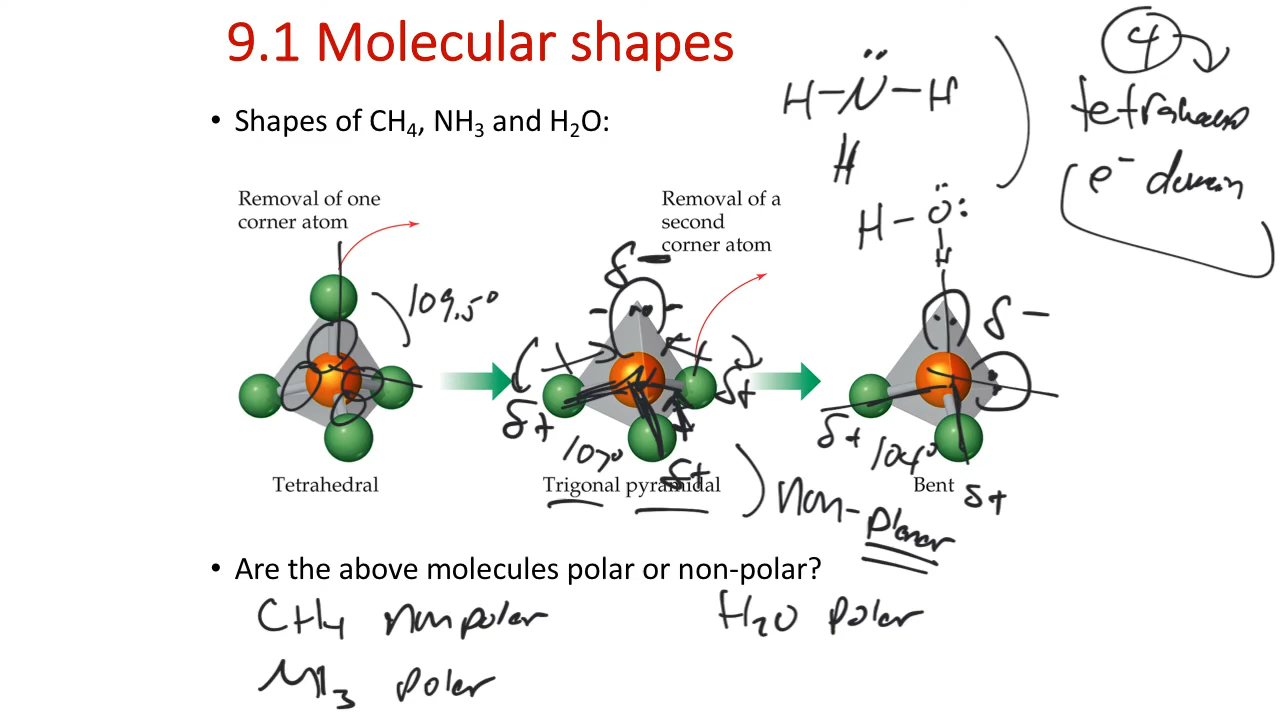 9.1 Molecular shapes
• Shapes of CH₄, NH₃ and H₂O:
H–N̈–H
H
H–Ö:
H
4
tetrahedral
e⁻ domain
Removal of one
corner atom
109.5°
Tetrahedral
Removal of a
second
corner atom
δ−
δ+
δ+
δ+
107°
Trigonal pyramidal
non-planar
δ−
δ+
104°
δ+
Bent
• Are the above molecules polar or non-polar?
CH4 nonpolar
H2O polar
NH3 polar